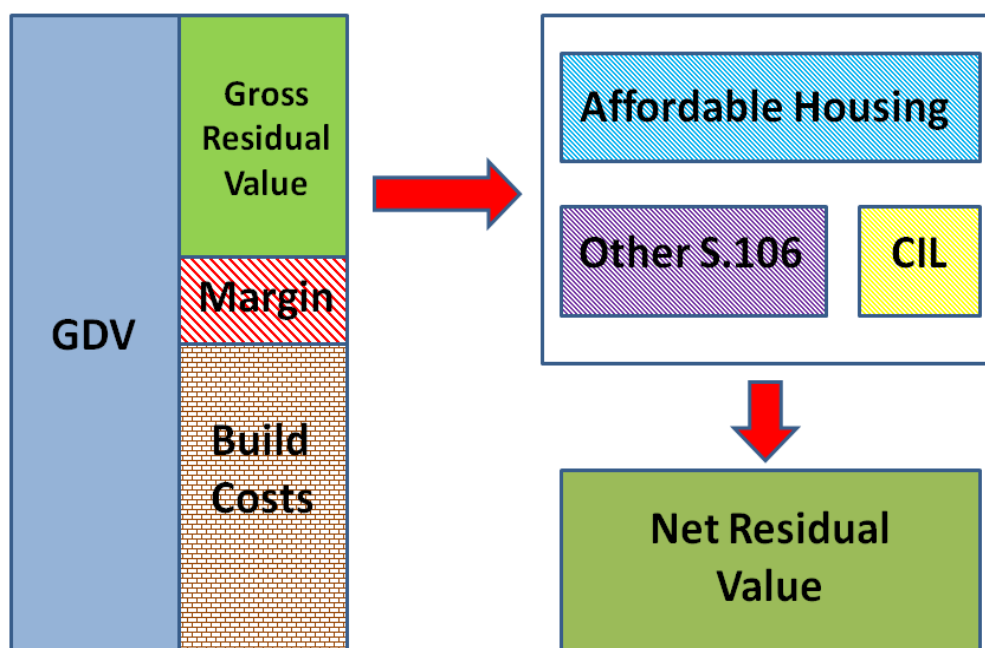 GDV
Gross
Residual
Value
Margin
Build
Costs
Affordable Housing
Other S.106
CIL
Net Residual
Value